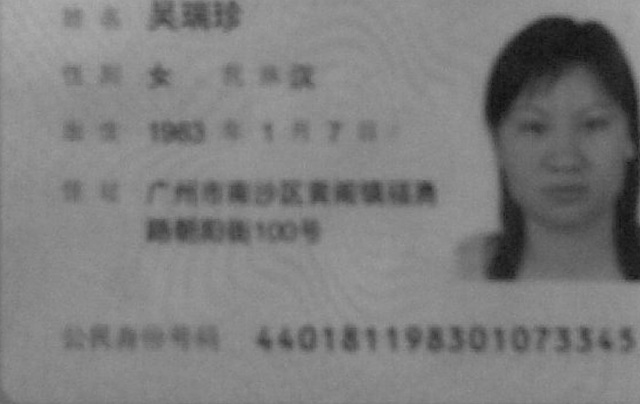 姓名 吴瑞珍
性别 女 民族 汉
出生 1983 年 1 月 7 日
住址 广州市南沙区黄阁镇
路朝阳街100号
公民身份号码 440181198301073345